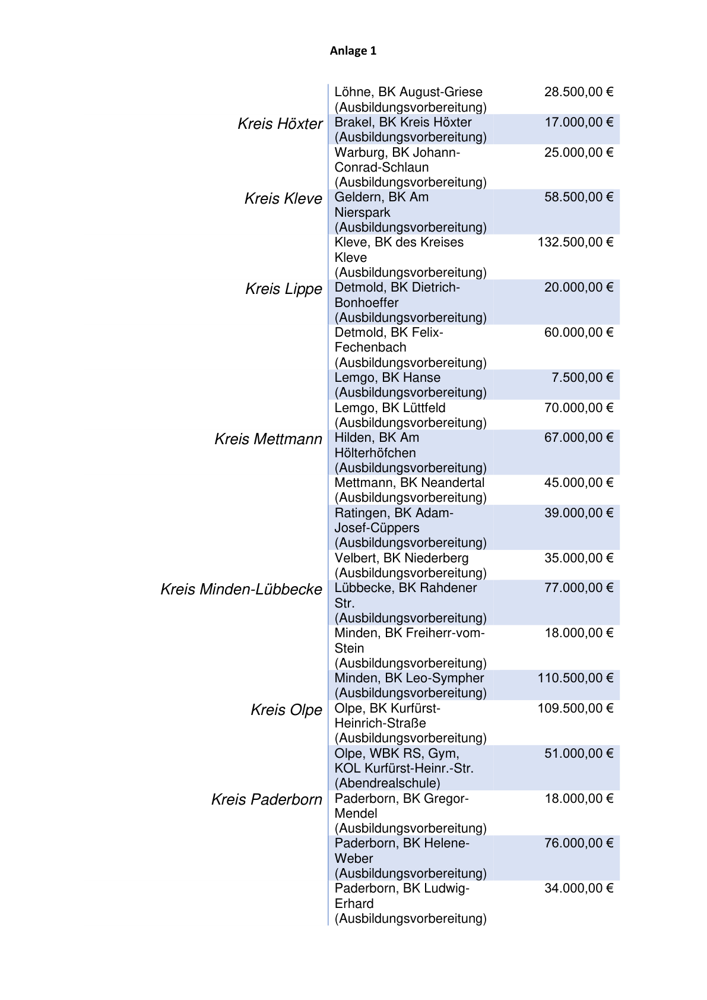 Anlage 1
Löhne, BK August-Griese 28.500,00 €
(Ausbildungsvorbereitung)
Kreis Höxter Brakel, BK Kreis Höxter 17.000,00 €
(Ausbildungsvorbereitung)
Warburg, BK Johann- 25.000,00 €
Conrad-Schlaun
(Ausbildungsvorbereitung)
Kreis Kleve Geldern, BK Am 58.500,00 €
Nierspark
(Ausbildungsvorbereitung)
Kleve, BK des Kreises 132.500,00 €
Kleve
(Ausbildungsvorbereitung)
Kreis Lippe Detmold, BK Dietrich- 20.000,00 €
Bonhoeffer
(Ausbildungsvorbereitung)
Detmold, BK Felix- 60.000,00 €
Fechenbach
(Ausbildungsvorbereitung)
Lemgo, BK Hanse 7.500,00 €
(Ausbildungsvorbereitung)
Lemgo, BK Lüttfeld 70.000,00 €
(Ausbildungsvorbereitung)
Kreis Mettmann Hilden, BK Am 67.000,00 €
Hölterhöfchen
(Ausbildungsvorbereitung)
Mettmann, BK Neandertal 45.000,00 €
(Ausbildungsvorbereitung)
Ratingen, BK Adam- 39.000,00 €
Josef-Cüppers
(Ausbildungsvorbereitung)
Velbert, BK Niederberg 35.000,00 €
(Ausbildungsvorbereitung)
Kreis Minden-Lübbecke Lübbecke, BK Rahdener 77.000,00 €
Str.
(Ausbildungsvorbereitung)
Minden, BK Freiherr-vom- 18.000,00 €
Stein
(Ausbildungsvorbereitung)
Minden, BK Leo-Sympher 110.500,00 €
(Ausbildungsvorbereitung)
Kreis Olpe Olpe, BK Kurfürst- 109.500,00 €
Heinrich-Straße
(Ausbildungsvorbereitung)
Olpe, WBK RS, Gym, 51.000,00 €
KOL Kurfürst-Heinr.-Str.
(Abendrealschule)
Kreis Paderborn Paderborn, BK Gregor- 18.000,00 €
Mendel
(Ausbildungsvorbereitung)
Paderborn, BK Helene- 76.000,00 €
Weber
(Ausbildungsvorbereitung)
Paderborn, BK Ludwig- 34.000,00 €
Erhard
(Ausbildungsvorbereitung)